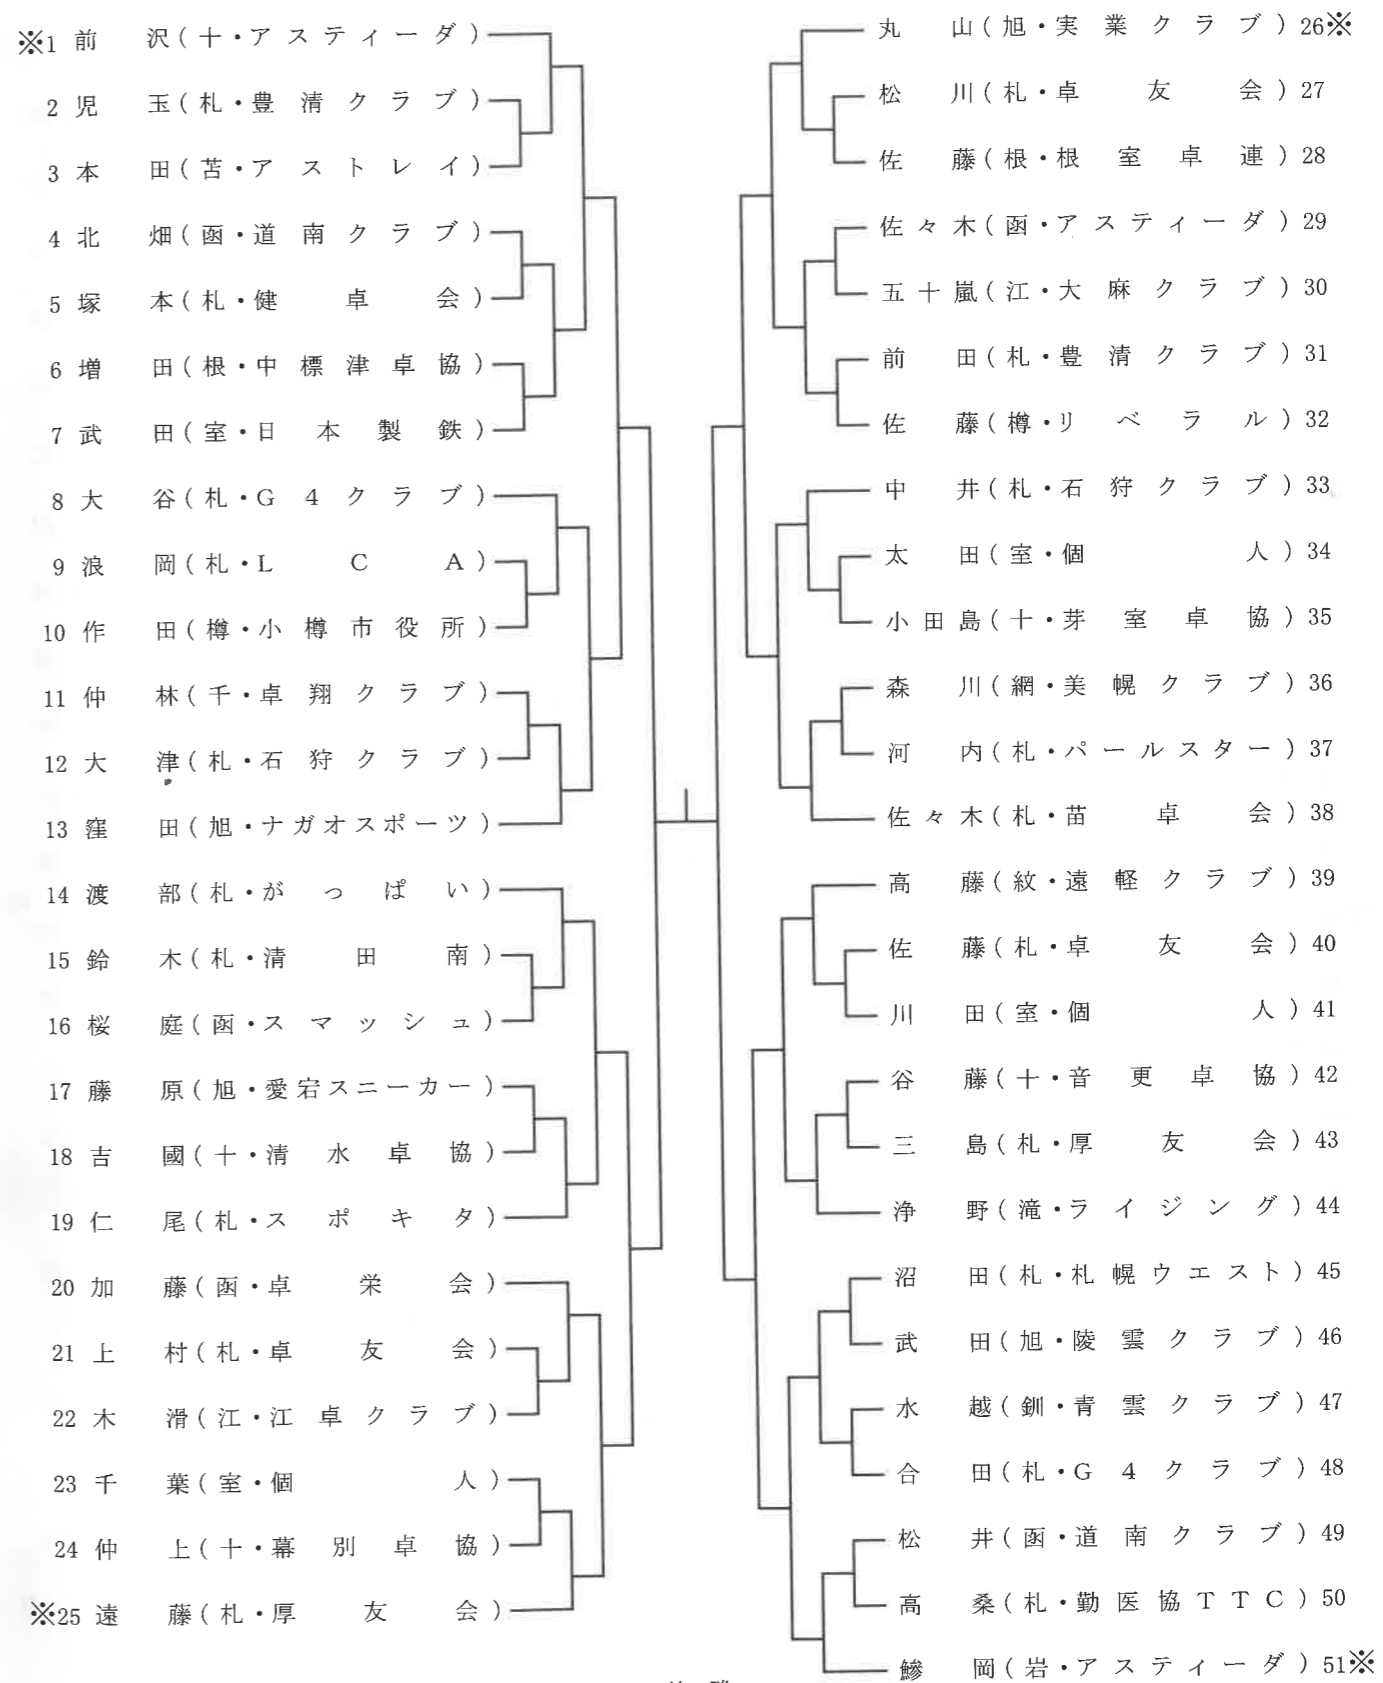 ※1 前沢(十・アスティーダ)
2 児玉(札・豊清クラブ)
3 本田(苫・アストレイ)
4 北畑(函・道南クラブ)
5 塚本(札・健卓会)
6 増田(根・中標津卓協)
7 武田(室・日本製鉄)
8 大谷(札・G4クラブ)
9 浪岡(札・LCA)
10 作田(樽・小樽市役所)
11 仲林(千・卓翔クラブ)
12 大津(札・石狩クラブ)
13 窪田(旭・ナガオスポーツ)
14 渡部(札・がっぱい)
15 鈴木(札・清田南)
16 桜庭(函・スマッシュ)
17 藤原(旭・愛宕スニーカー)
18 吉國(十・清水卓協)
19 仁尾(札・スポキタ)
20 加藤(函・卓栄会)
21 上村(札・卓友会)
22 木滑(江・江卓クラブ)
23 千葉(室・個人)
24 仲上(十・幕別卓協)
※25 遠藤(札・厚友会)
丸山(旭・実業クラブ)26※
松川(札・卓友会)27
佐藤(根・根室卓連)28
佐々木(函・アスティーダ)29
五十嵐(江・大麻クラブ)30
前田(札・豊清クラブ)31
佐藤(樽・リベラル)32
中井(札・石狩クラブ)33
太田(室・個人)34
小田島(十・芽室卓協)35
森川(網・美幌クラブ)36
河内(札・パールスター)37
佐々木(札・苗卓会)38
高藤(紋・遠軽クラブ)39
佐藤(札・卓友会)40
川田(室・個人)41
谷藤(十・音更卓協)42
三島(札・厚友会)43
浄野(滝・ライジング)44
沼田(札・札幌ウエスト)45
武田(旭・陵雲クラブ)46
水越(釧・青雲クラブ)47
合田(札・G4クラブ)48
松井(函・道南クラブ)49
高桑(札・勤医協TTC)50
鰺岡(岩・アスティーダ)51※